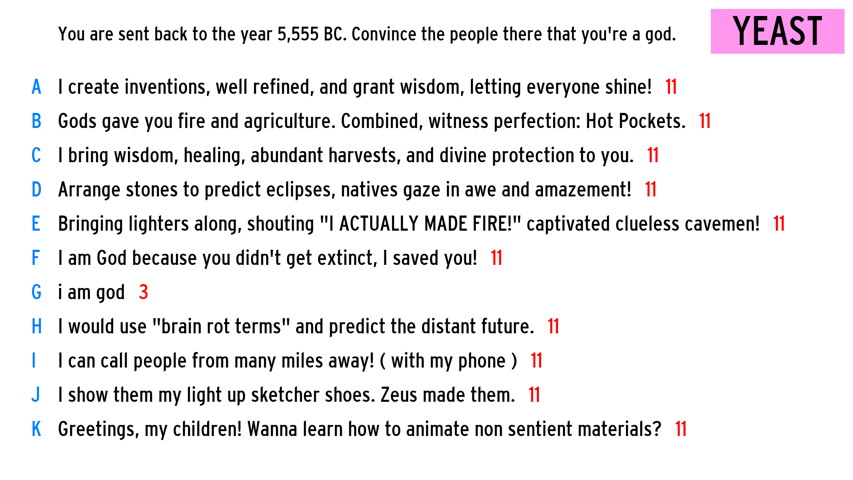 You are sent back to the year 5,555 BC. Convince the people there that you're a god.
YEAST
A I create inventions, well refined, and grant wisdom, letting everyone shine! 11
B Gods gave you fire and agriculture. Combined, witness perfection: Hot Pockets. 11
C I bring wisdom, healing, abundant harvests, and divine protection to you. 11
D Arrange stones to predict eclipses, natives gaze in awe and amazement! 11
E Bringing lighters along, shouting "I ACTUALLY MADE FIRE!" captivated clueless cavemen! 11
F I am God because you didn't get extinct, I saved you! 11
G i am god 3
H I would use "brain rot terms" and predict the distant future. 11
I I can call people from many miles away! ( with my phone ) 11
J I show them my light up sketcher shoes. Zeus made them. 11
K Greetings, my children! Wanna learn how to animate non sentient materials? 11